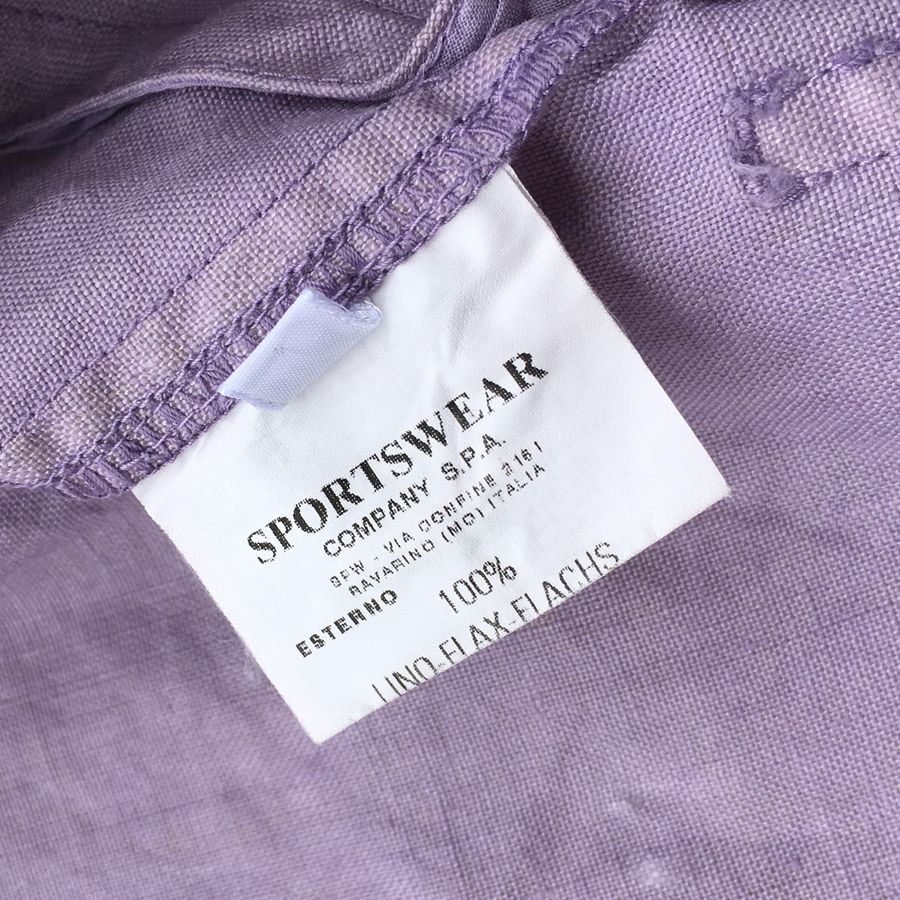 SPORTSWEAR
COMPANY S.P.A.
SPW - VIA CONFINE 2161
RAVARINO (MO) ITALIA
ESTERNO 100%
LINO-FLAX-FLACHS